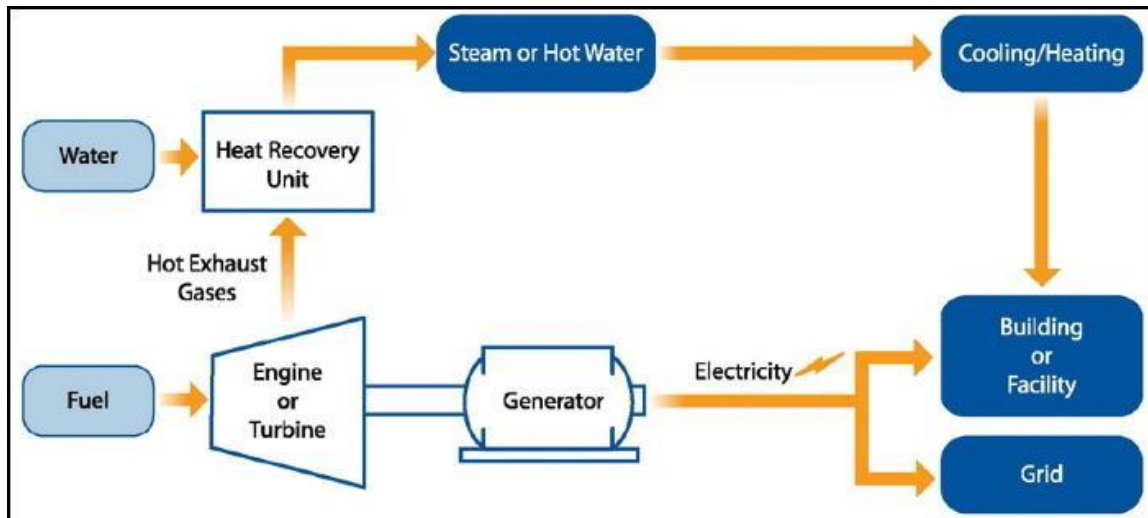 Steam or Hot Water
Cooling/Heating
Water
Heat Recovery
Unit
Hot Exhaust
Gases
Building
or
Facility
Fuel
Engine
or
Turbine
Generator
Electricity
Grid